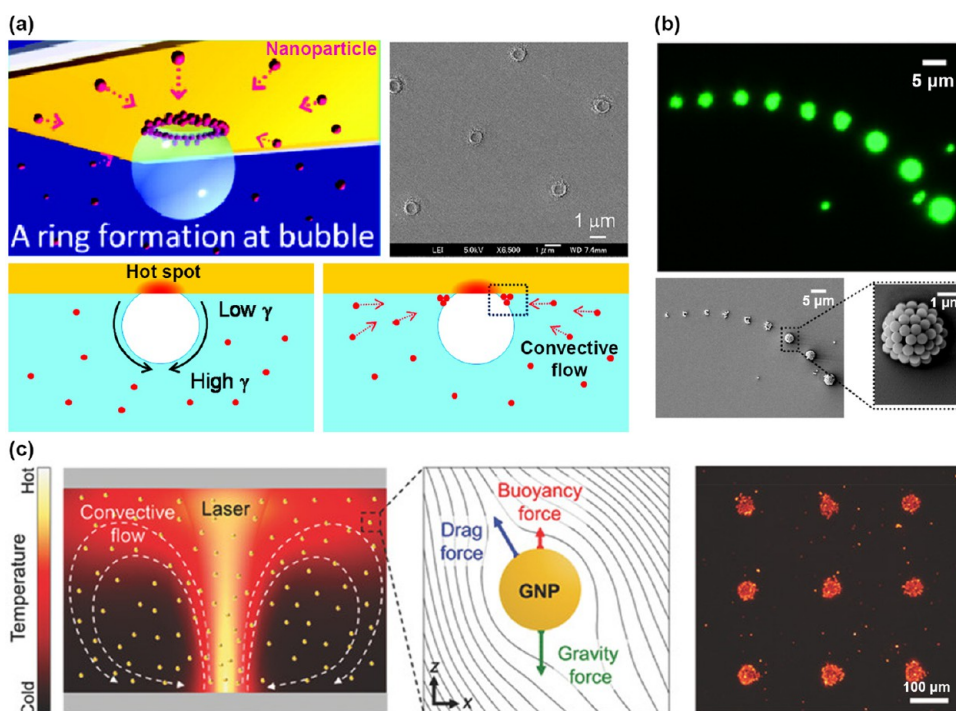 (a)
Nanoparticle
A ring formation at bubble
1 μm
LEI 5.0kV X6,500 1μm WD 7.4mm
Hot spot
Low γ
High γ
Convective
flow
(b)
5 μm
5 μm
1 μm
(c)
Hot
Temperature
Cold
Convective
flow
Laser
Buoyancy
force
Drag
force
GNP
Gravity
force
z
x
100 μm